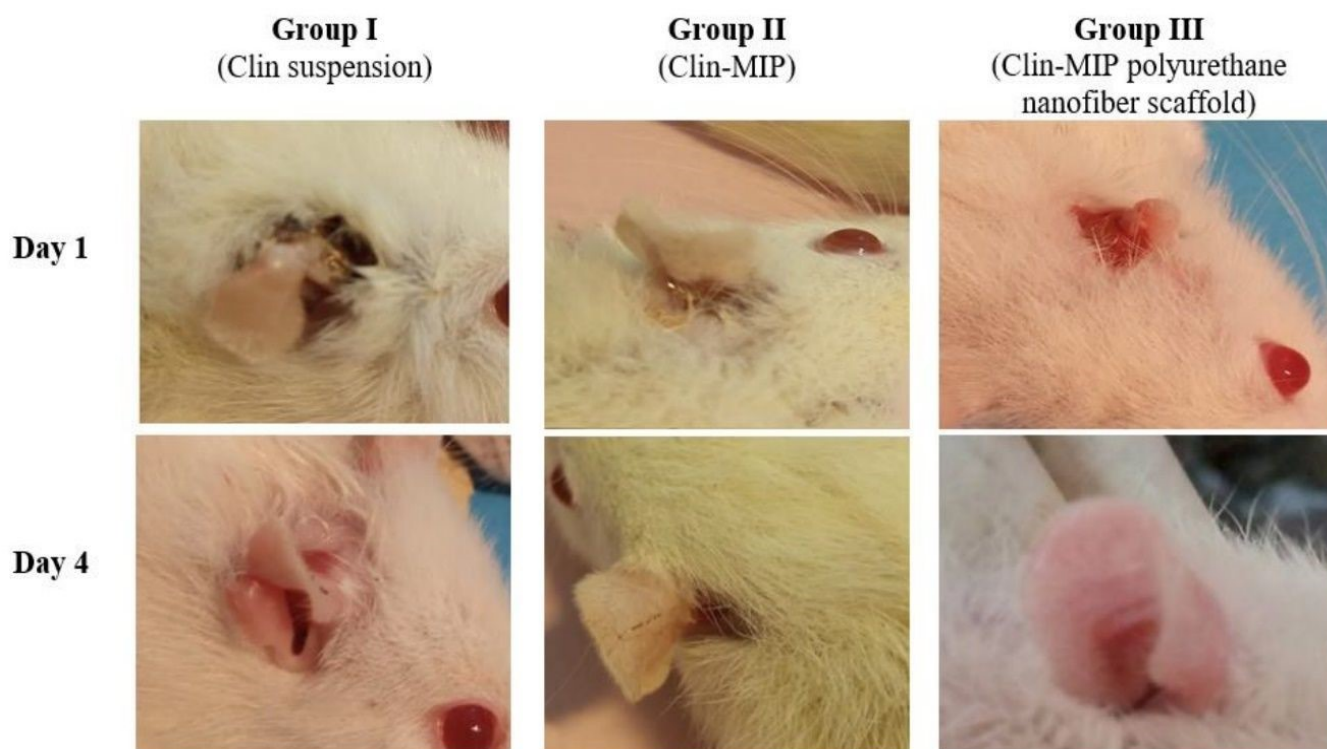 Group I
(Clin suspension)
Group II
(Clin-MIP)
Group III
(Clin-MIP polyurethane
nanofiber scaffold)
Day 1
Day 4